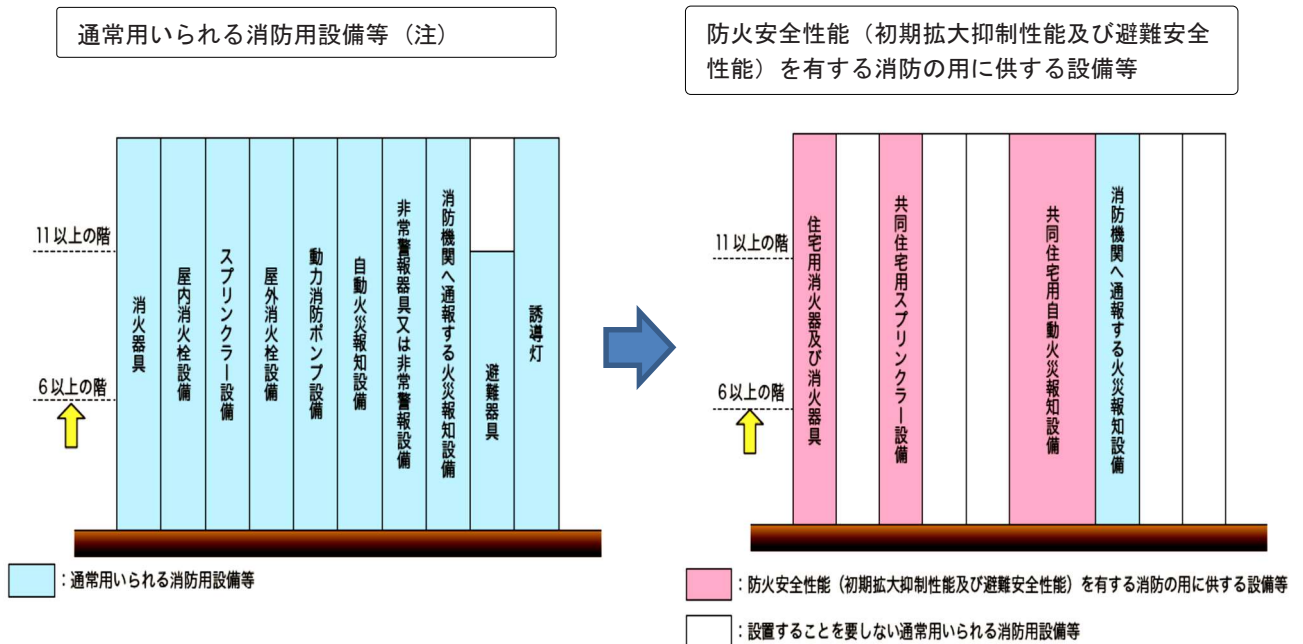 通常用いられる消防用設備等（注）
11以上の階
6以上の階
消火器具
屋内消火栓設備
スプリンクラー設備
屋外消火栓設備
動力消防ポンプ設備
自動火災報知設備
非常警報器具又は非常警報設備
消防機関へ通報する火災報知設備
避難器具
誘導灯
：通常用いられる消防用設備等
防火安全性能（初期拡大抑制性能及び避難安全
性能）を有する消防の用に供する設備等
11以上の階
6以上の階
住宅用消火器及び消火器具
共同住宅用スプリンクラー設備
共同住宅用自動火災報知設備
消防機関へ通報する火災報知設備
：防火安全性能（初期拡大抑制性能及び避難安全性能）を有する消防の用に供する設備等
：設置することを要しない通常用いられる消防用設備等